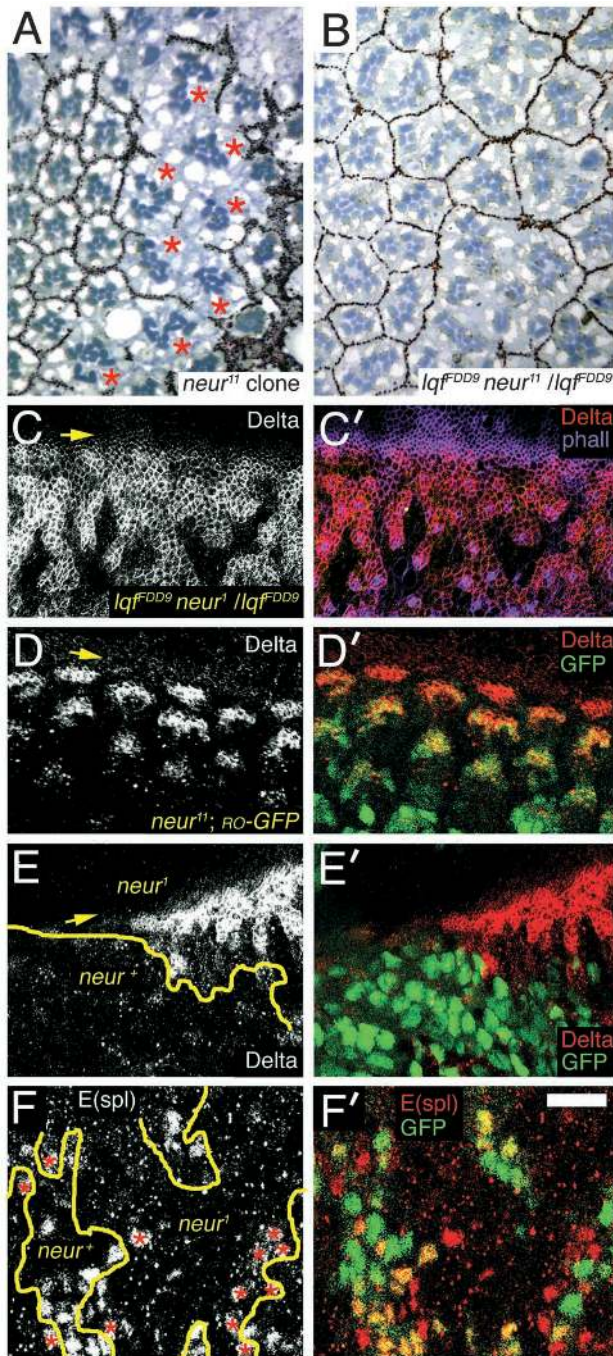 A
neur¹¹ clone
B
lqfFDD9 neur¹¹ /lqfFDD9
C
Delta
lqfFDD9 neur¹ /lqfFDD9
C′
Delta
phall
D
Delta
neur¹¹; RO-GFP
D′
Delta
GFP
E
neur¹
neur⁺
Delta
E′
Delta
GFP
F
E(spl)
neur⁺
neur¹
F′
E(spl)
GFP